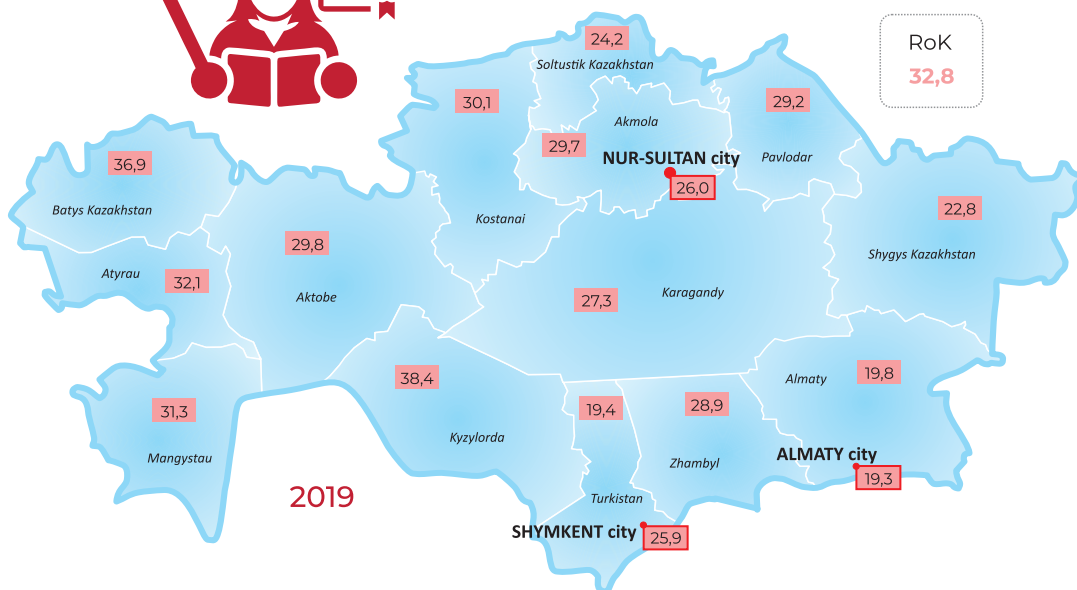 RoK
32,8
24,2
Soltustik Kazakhstan
30,1
Kostanai
29,7
Akmola
NUR-SULTAN city
26,0
29,2
Pavlodar
36,9
Batys Kazakhstan
22,8
Shygys Kazakhstan
Atyrau
32,1
29,8
Aktobe
27,3
Karagandy
31,3
Mangystau
38,4
Kyzylorda
19,4
Turkistan
28,9
Zhambyl
Almaty
19,8
ALMATY city
19,3
SHYMKENT city
25,9
2019